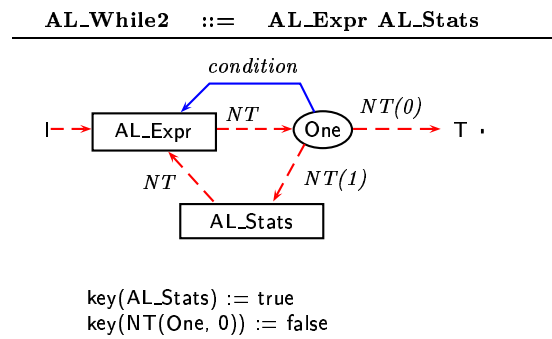 AL_While2 ::= AL_Expr AL_Stats
condition
I AL_Expr NT One NT(0) T .
NT NT(1)
AL_Stats
key(AL_Stats) := true
key(NT(One, 0)) := false